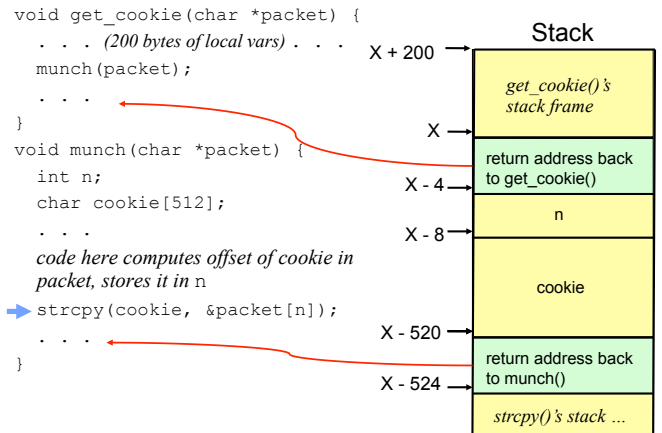 void get_cookie(char *packet) {
. . . (200 bytes of local vars) . . .
munch(packet);
. . .
}
void munch(char *packet) {
int n;
char cookie[512];
. . .
code here computes offset of cookie in
packet, stores it in n
strcpy(cookie, &packet[n]);
. . .
}
Stack
X + 200
get_cookie()'s
stack frame
X
return address back
to get_cookie()
X - 4
n
X - 8
cookie
X - 520
return address back
to munch()
X - 524
strcpy()'s stack ...